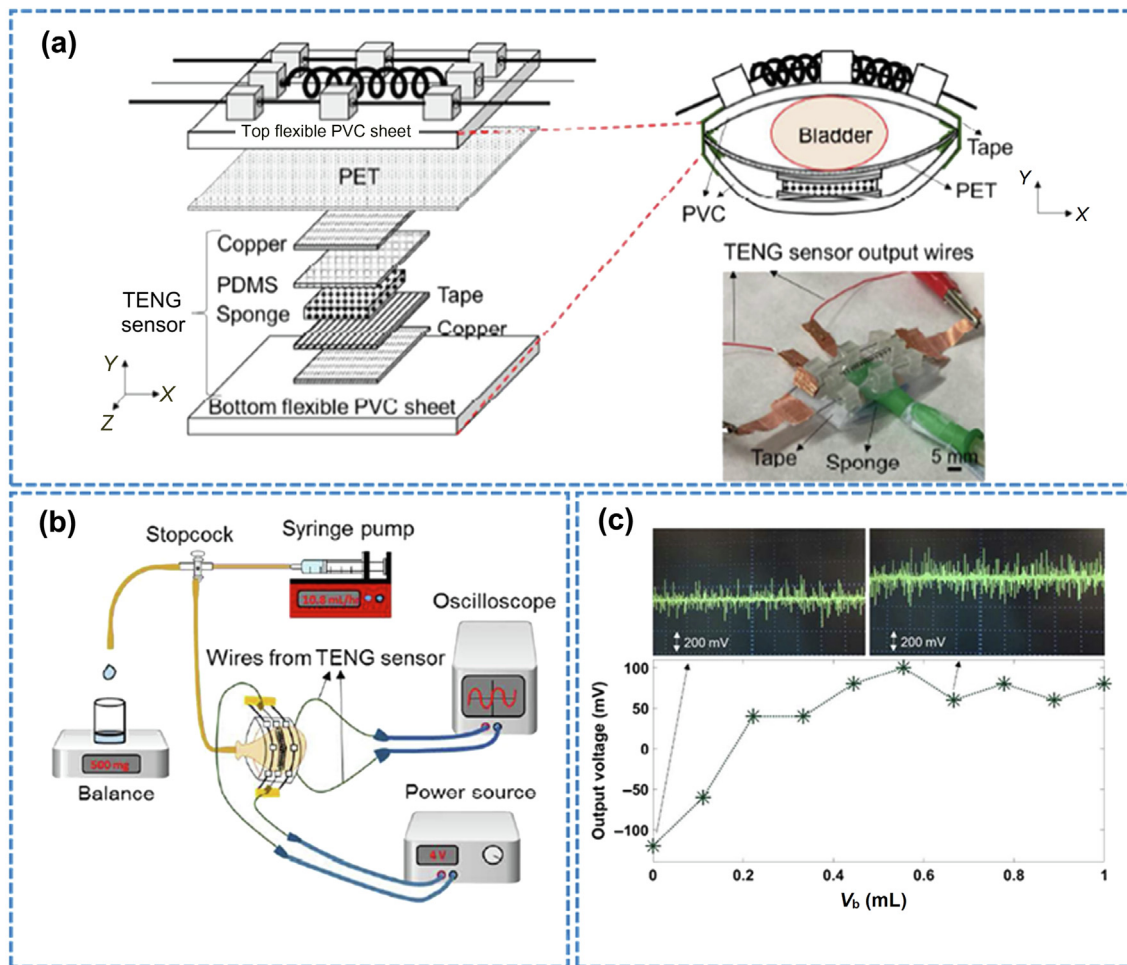 (a)
Top flexible PVC sheet
PET
Copper
PDMS
Sponge
TENG
sensor
Tape
Copper
Y
X
Z
Bottom flexible PVC sheet
Bladder
Tape
PET
PVC
Y
X
TENG sensor output wires
Tape
Sponge
5 mm
(b)
Stopcock
Syringe pump
10.8 mL/hr
Oscilloscope
Wires from TENG sensor
500 mg
Balance
Power source
4 V
(c)
200 mV
200 mV
100
50
0
−50
−100
Output voltage (mV)
0
0.2
0.4
0.6
0.8
1
Vb (mL)